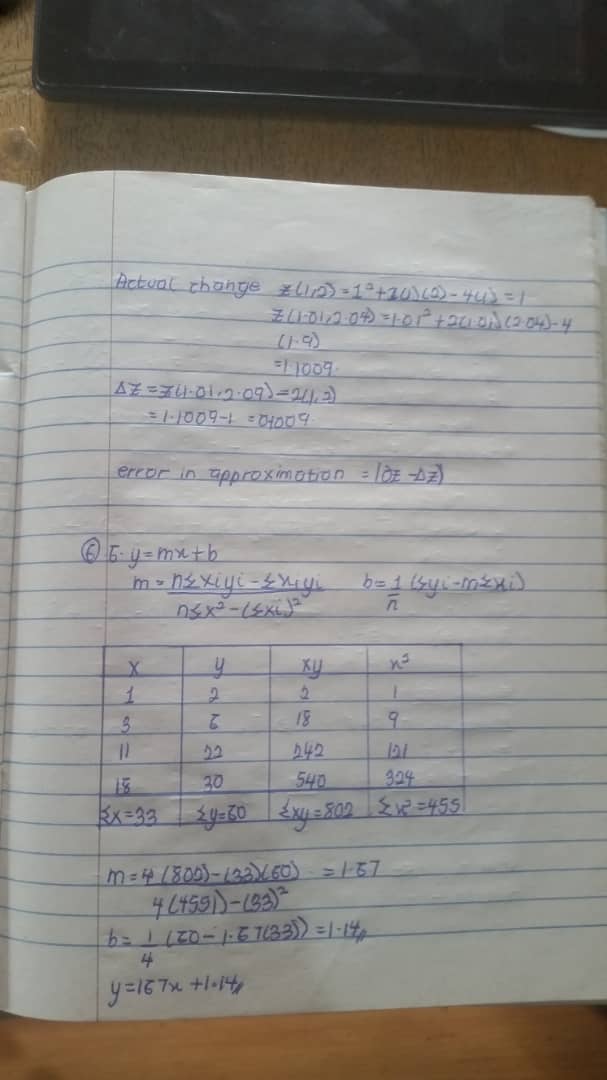 Actual change z(1,2) = 1² + 2(1)(2) - 4(1) = 1
z(1.01, 2.04) = 1.01² + 2(1.01)(2.04) - 4
(1.9)
= 1.1009.
Δz = z(1.01, 2.09) = 2(1,2)
= 1.1009-1 = 0.1009.
error in approximation = |∂z - Δz|
⑥ 5. y = mx + b
m = nΣxiyi - Σxiyi b = 1 (Σyi - mΣxi)
nΣx² - (Σxi)² n
x y xy x²
1 2 2 1
3 6 18 9
11 22 242 121
18 30 540 324
Σx = 33 Σy = 60 Σxy = 802 Σx² = 455
m = 4(802) - (33)(60) = 1.67
4(455)) - (33)²
b = 1 (60 - 1.67(33)) = 1.14,,
4
y = 167x + 1.14,,